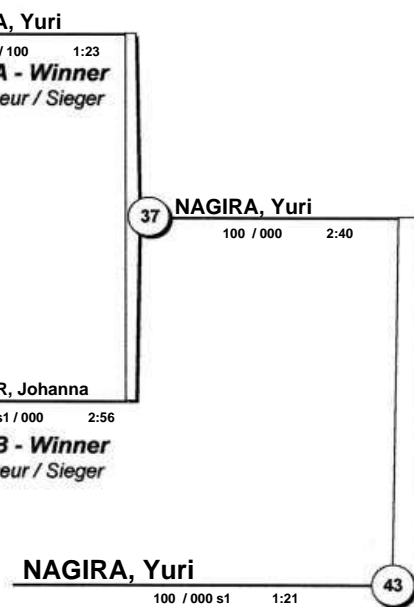 A, Yuri
/ 100 1:23
A - Winner
eur / Sieger
37
NAGIRA, Yuri
100 / 000 2:40
R, Johanna
s1 / 000 2:56
B - Winner
eur / Sieger
NAGIRA, Yuri
100 / 000 s1 1:21
43